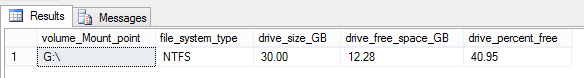 Results Messages
volume_Mount_point file_system_type drive_size_GB drive_free_space_GB drive_percent_free
1 G:\ NTFS 30.00 12.28 40.95